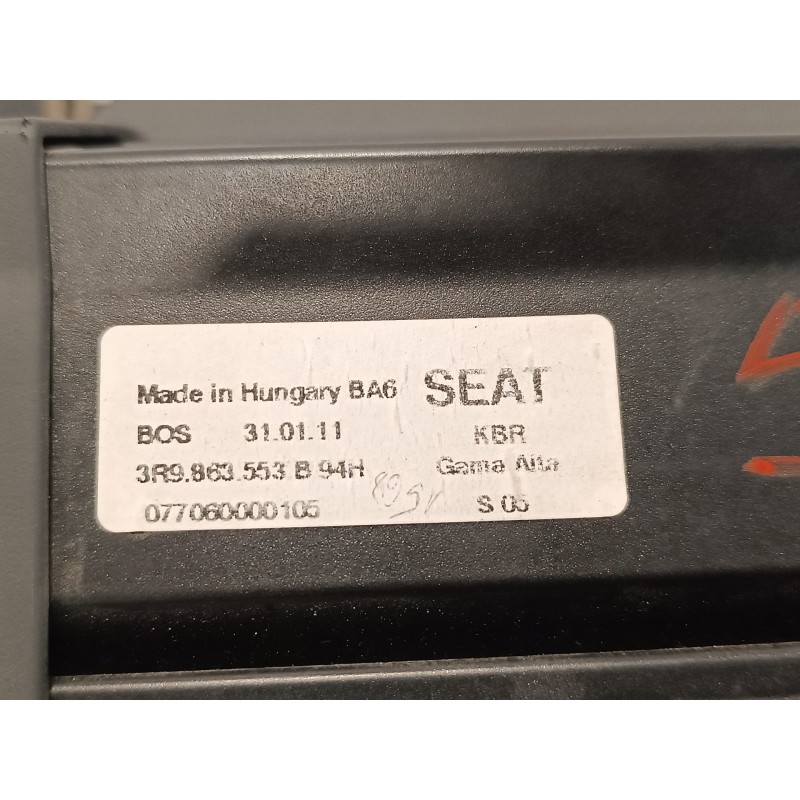 Made in Hungary BA6 SEAT
BOS 31.01.11 KBR
3R9.863.553 B 94H Gama Alta
077060000105 S 05